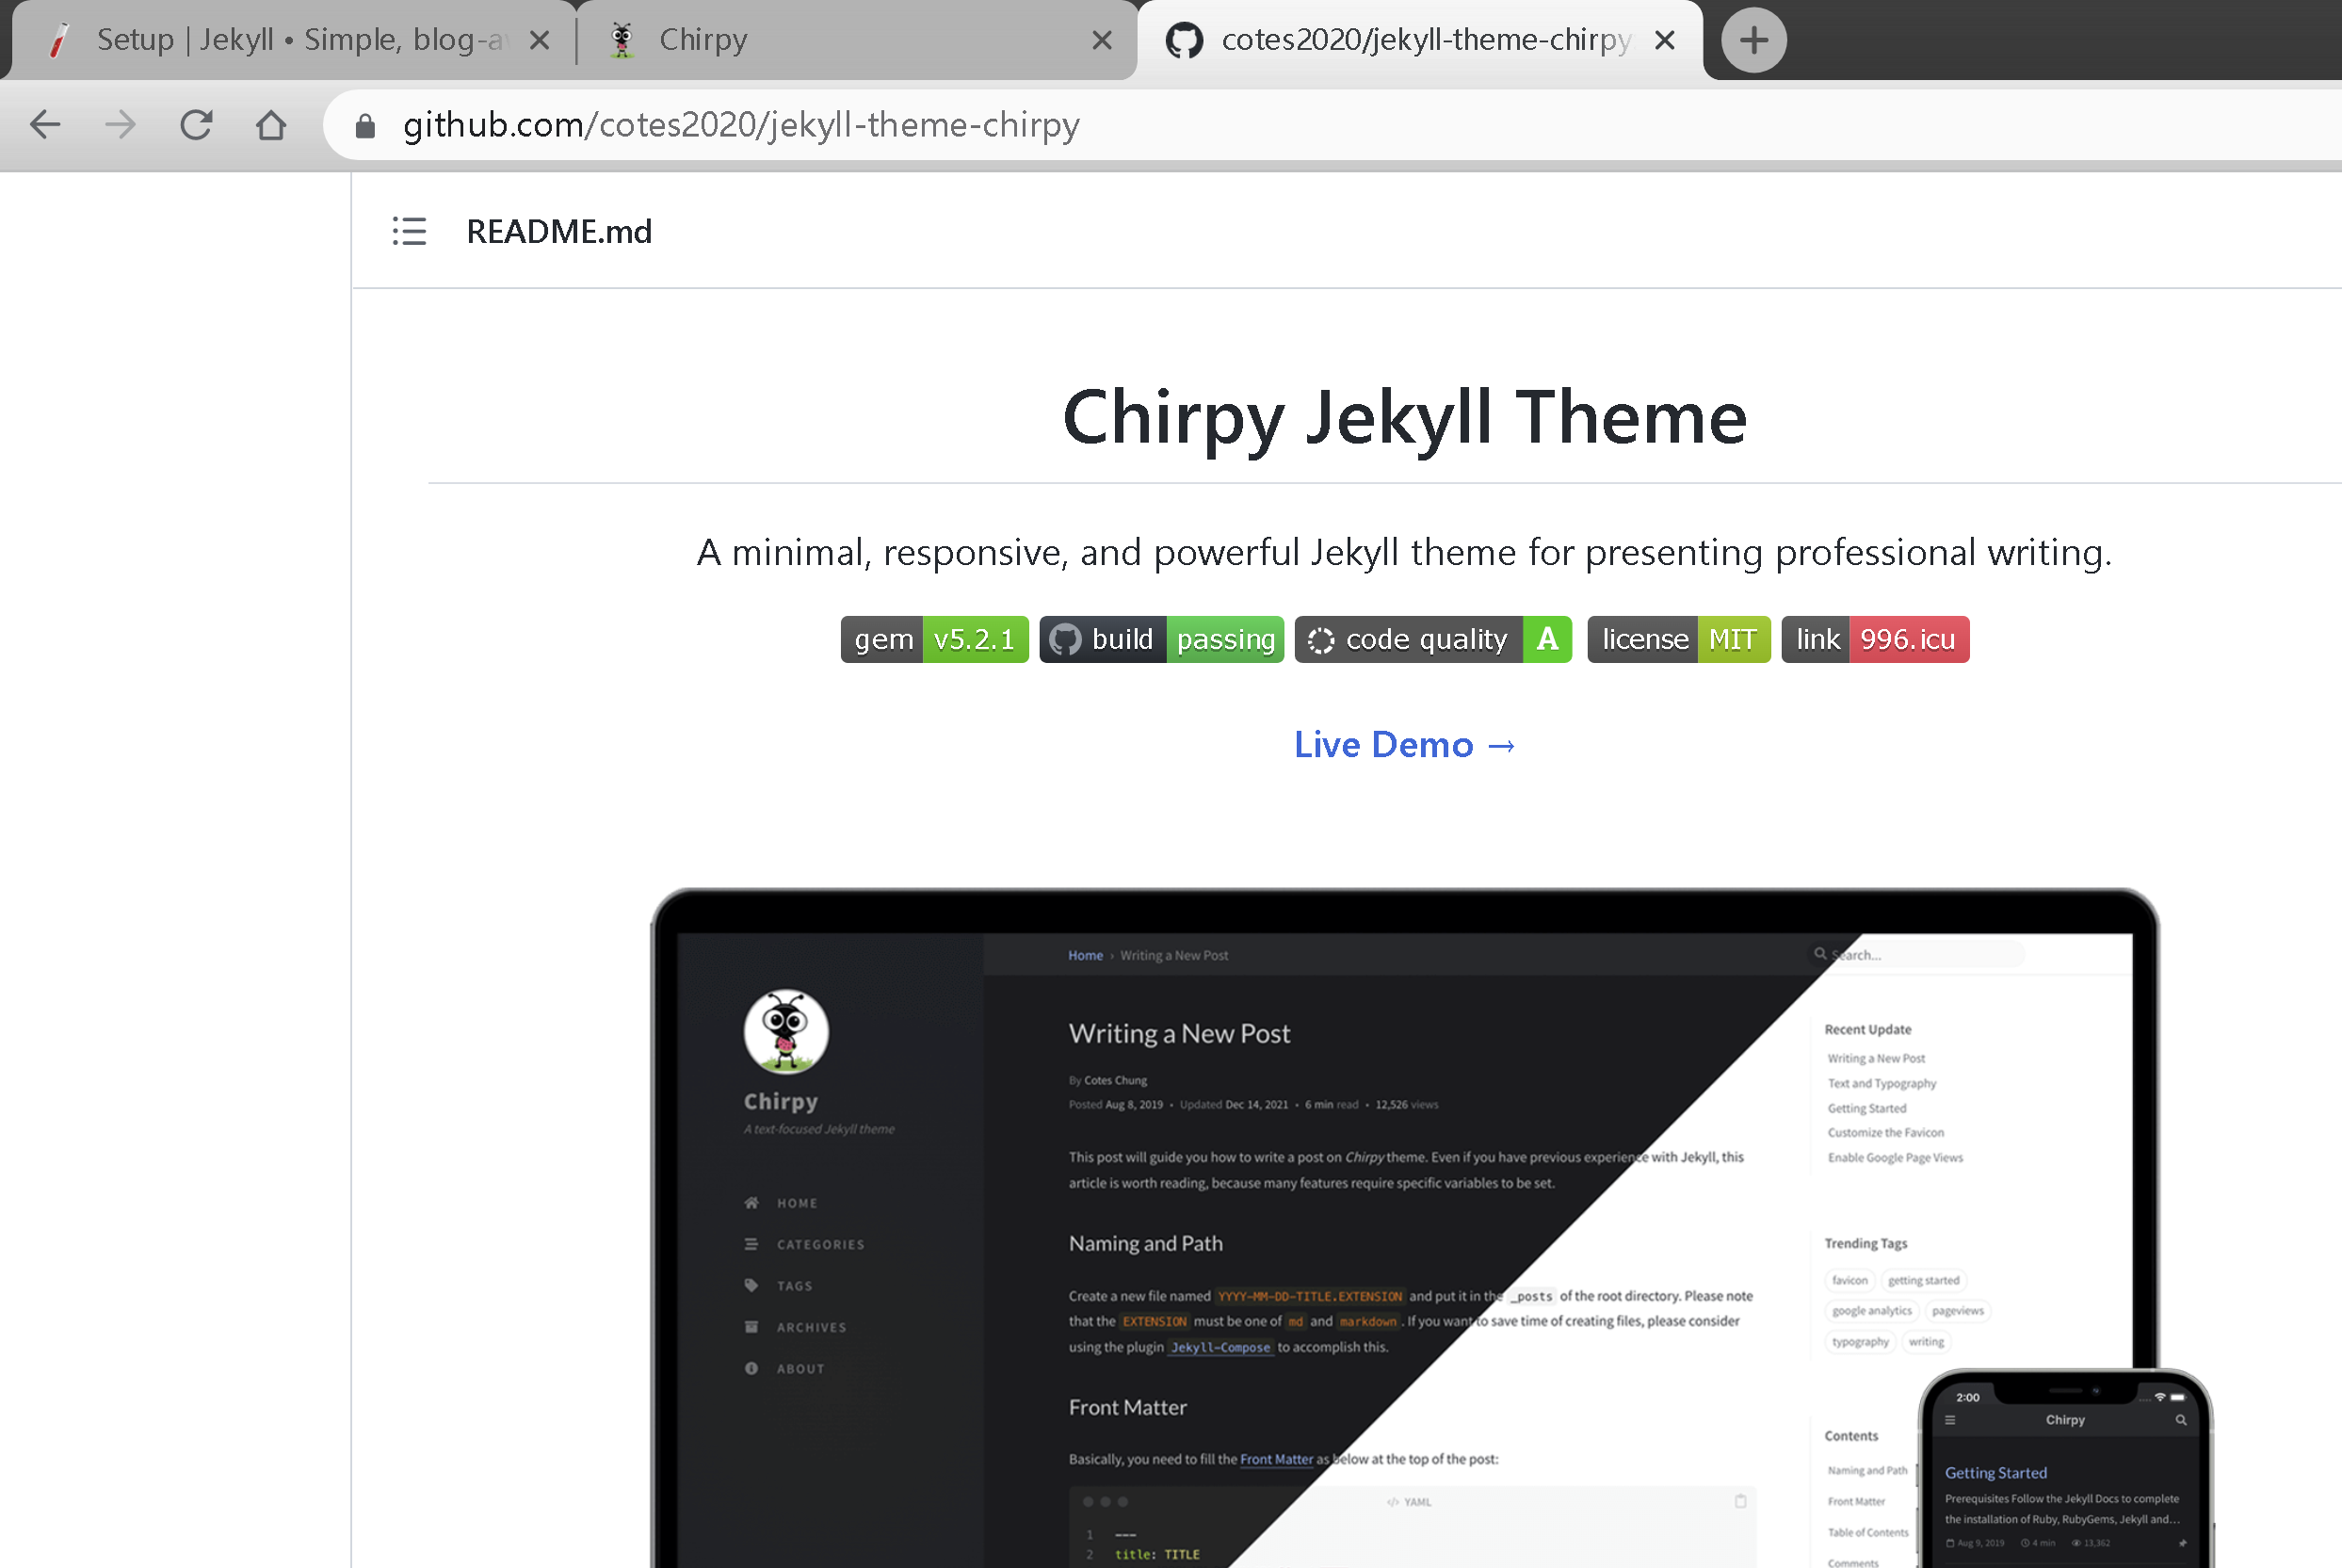 Setup | Jekyll • Simple, blog-a
Chirpy
cotes2020/jekyll-theme-chirpy
github.com/cotes2020/jekyll-theme-chirpy
README.md
Chirpy Jekyll Theme
A minimal, responsive, and powerful Jekyll theme for presenting professional writing.
gem v5.2.1 build passing code quality A license MIT link 996.icu
Live Demo →
Home › Writing a New Post
Search...
Chirpy
A text-focused Jekyll theme
HOME
CATEGORIES
TAGS
ARCHIVES
ABOUT
Writing a New Post
By Cotes Chung
Posted Aug 8, 2019 • Updated Dec 14, 2021 • 6 min read • 12,526 views
This post will guide you how to write a post on Chirpy theme. Even if you have previous experience with Jekyll, this
article is worth reading, because many features require specific variables to be set.
Naming and Path
Create a new file named YYYY-MM-DD-TITLE.EXTENSION and put it in the _posts of the root directory. Please note
that the EXTENSION must be one of md and markdown. If you want to save time of creating files, please consider
using the plugin Jekyll-Compose to accomplish this.
Front Matter
Basically, you need to fill the Front Matter as below at the top of the post:
</> YAML
1 ---
2 title: TITLE
Recent Update
Writing a New Post
Text and Typography
Getting Started
Customize the Favicon
Enable Google Page Views
Trending Tags
favicon getting started
google analytics pageviews
typography writing
Contents
Naming and Path
Front Matter
Table of Contents
Comments
2:00
Chirpy
Getting Started
Prerequisites Follow the Jekyll Docs to complete
the installation of Ruby, RubyGems, Jekyll and...
Aug 9, 2019 4 min 13,362